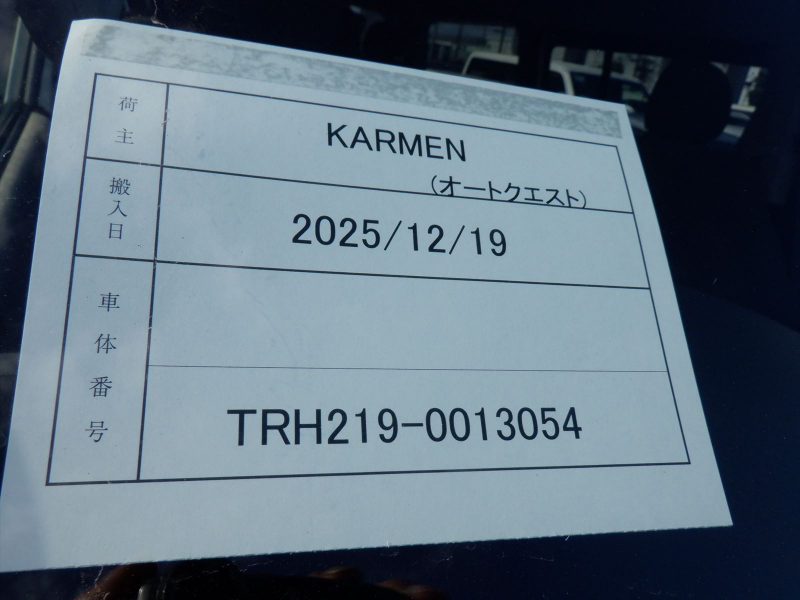 荷主 KARMEN
(オートクエスト)
搬入日 2025/12/19
車体番号 TRH219-0013054